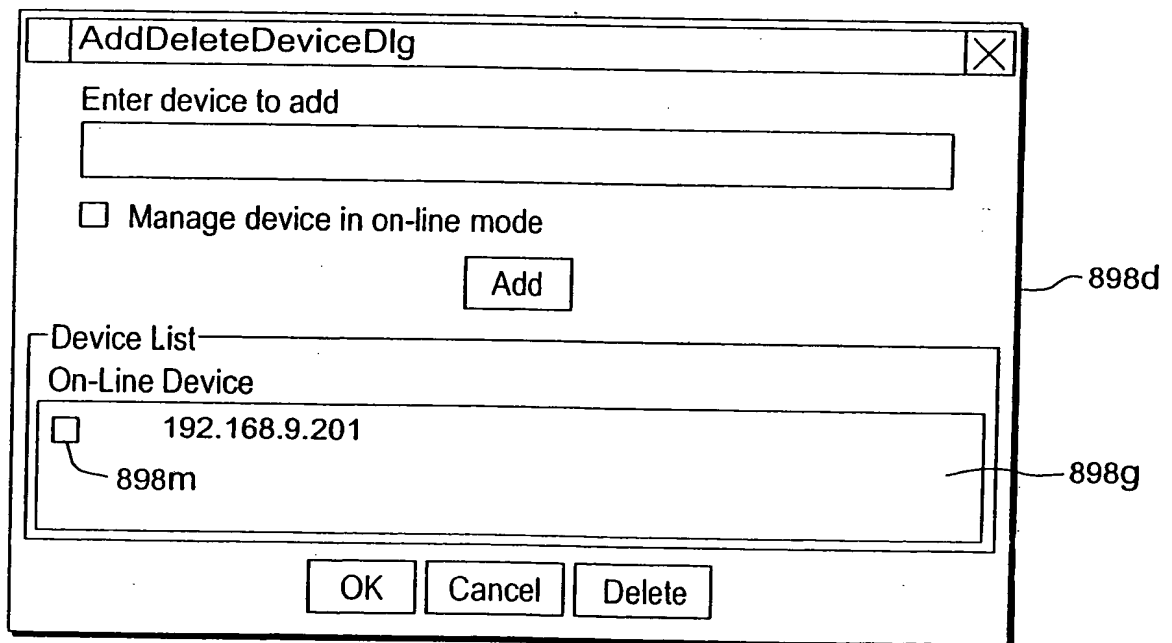 AddDeleteDeviceDlg
Enter device to add
Manage device in on-line mode
Add
898d
Device List
On-Line Device
192.168.9.201
898m
898g
OK Cancel Delete